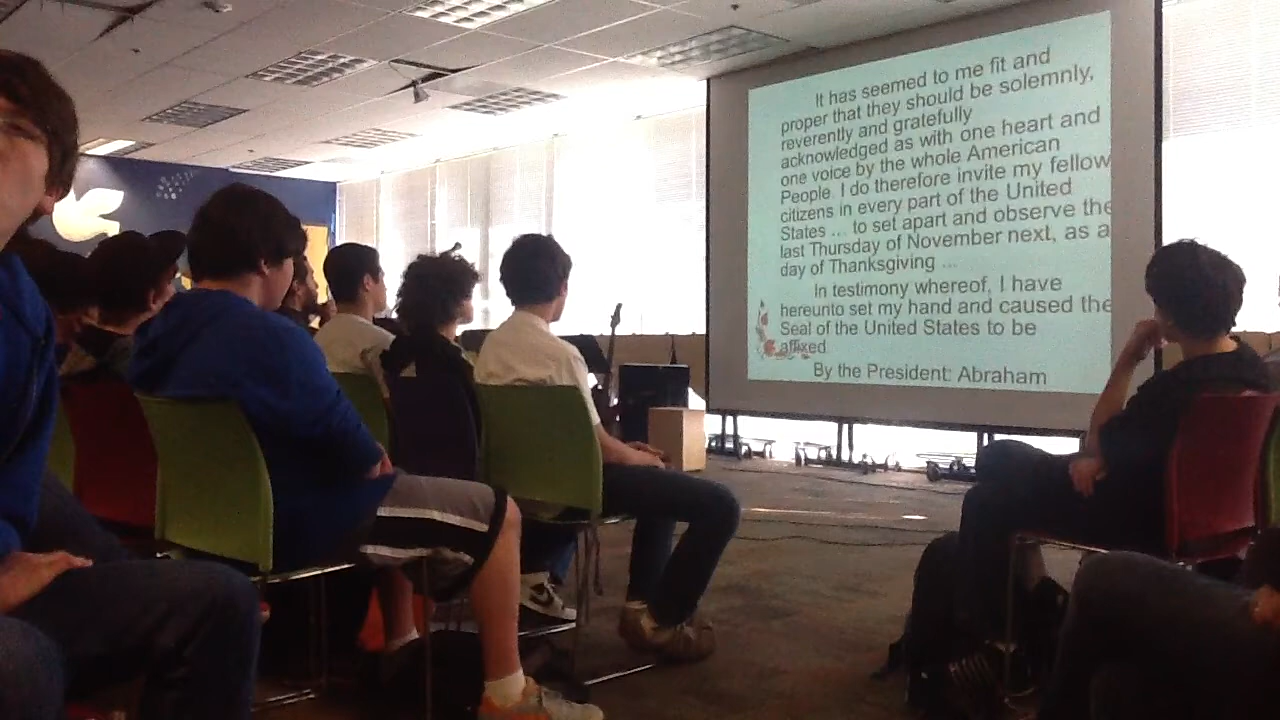 It has seemed to me fit and
proper that they should be solemnly,
reverently and gratefully
acknowledged as with one heart and
one voice by the whole American
People. I do therefore invite my fellow
citizens in every part of the United
States ... to set apart and observe the
last Thursday of November next, as a
day of Thanksgiving ...
In testimony whereof, I have
hereunto set my hand and caused the
Seal of the United States to be
affixed
By the President: Abraham